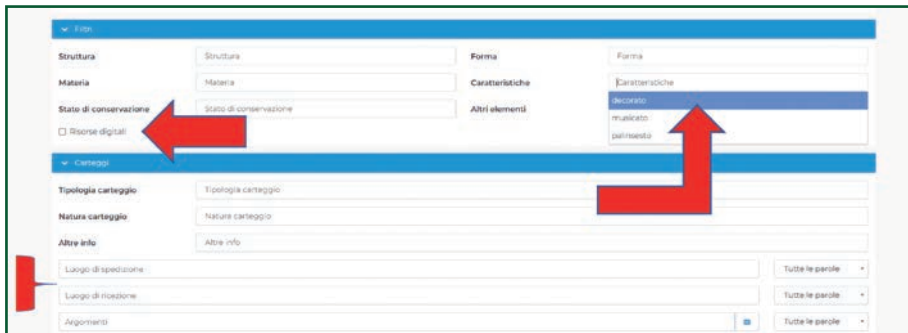 Filtri
Struttura Struttura Forma Forma
Materia Materia Caratteristiche Caratteristiche
decorato
Stato di conservazione Stato di conservazione Altri elementi
musicato
Risorse digitali
palinsesto
Carteggi
Tipologia carteggio Tipologia carteggio
Natura carteggio Natura carteggio
Altre info Altre info
Luogo di spedizione Tutte le parole
Luogo di ricezione Tutte le parole
Argomenti Tutte le parole